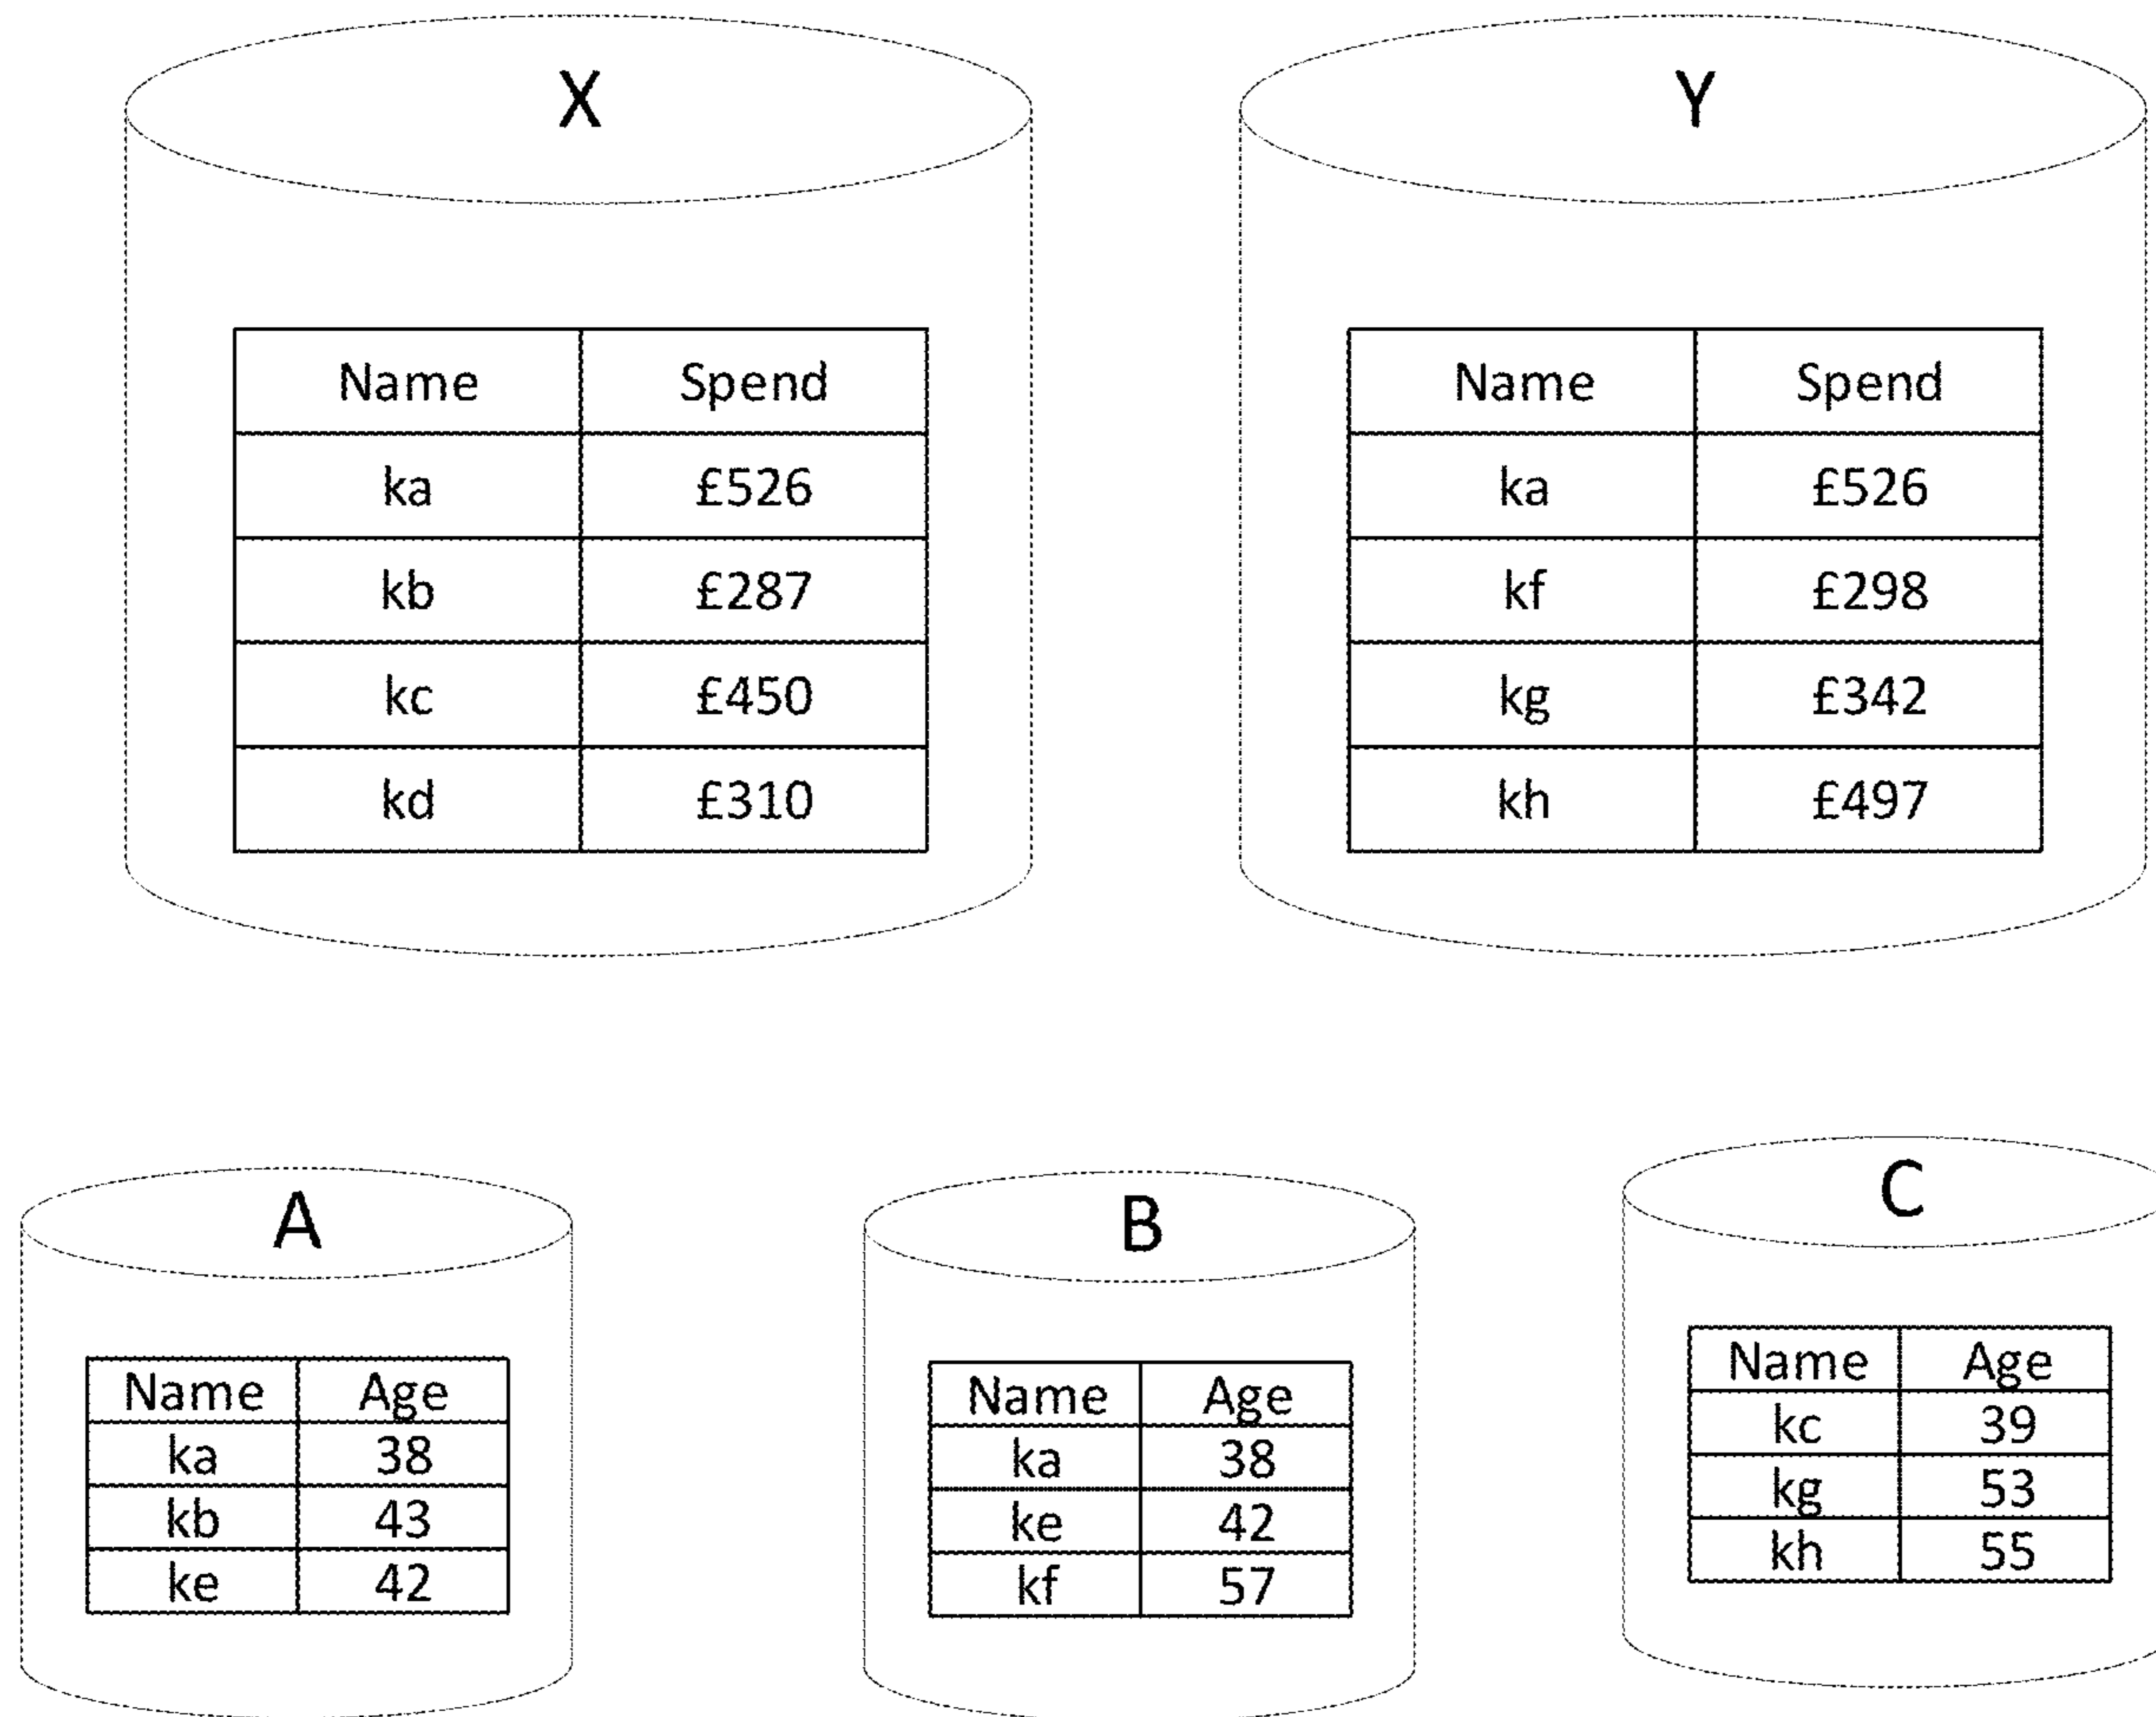 X
Name Spend
ka £526
kb £287
kc £450
kd £310
Y
Name Spend
ka £526
kf £298
kg £342
kh £497
A
Name Age
ka 38
kb 43
ke 42
B
Name Age
ka 38
ke 42
kf 57
C
Name Age
kc 39
kg 53
kh 55